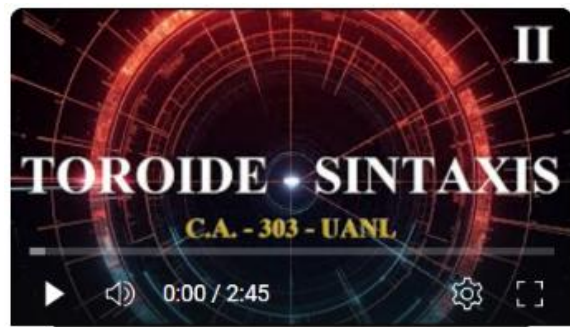 II
TOROIDE - SINTAXIS
C.A. - 303 - UANL
0:00 / 2:45